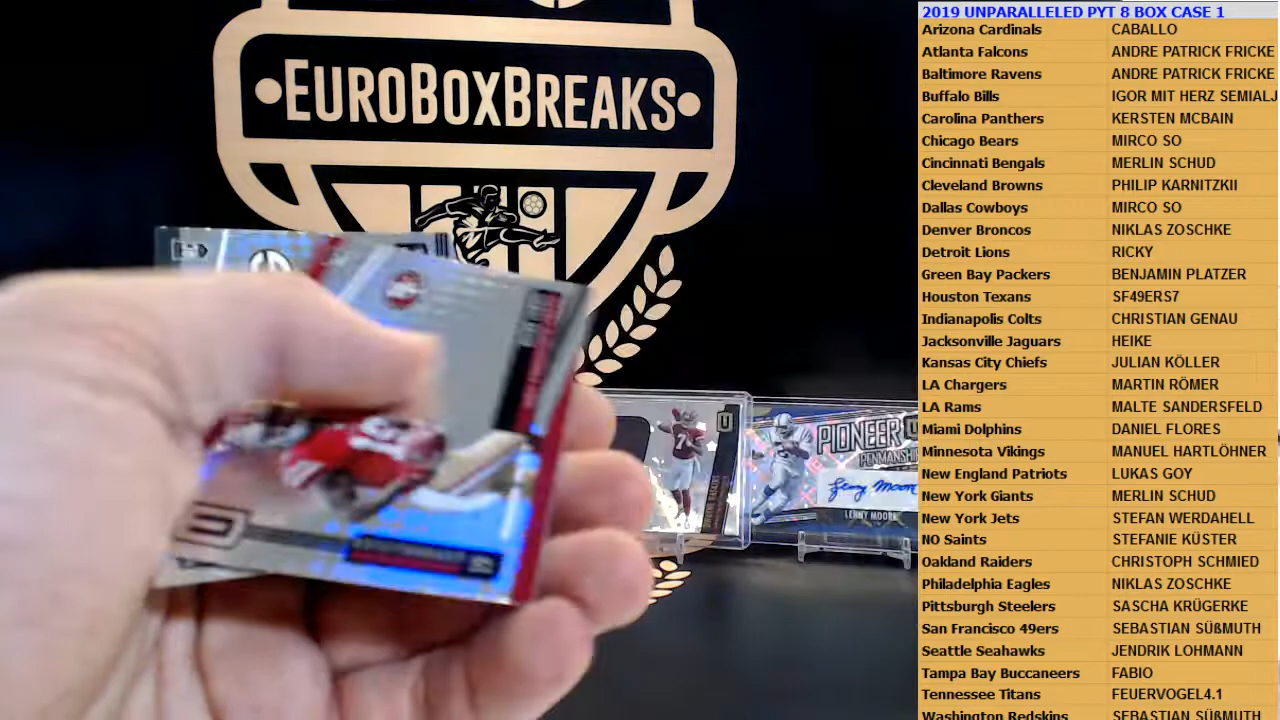 2019 UNPARALLELED PYT 8 BOX CASE 1
Arizona Cardinals CABALLO
Atlanta Falcons ANDRE PATRICK FRICKE
Baltimore Ravens ANDRE PATRICK FRICKE
Buffalo Bills IGOR MIT HERZ SEMIALJ
Carolina Panthers KERSTEN MCBAIN
Chicago Bears MIRCO SO
Cincinnati Bengals MERLIN SCHUD
Cleveland Browns PHILIP KARNITZKII
Dallas Cowboys MIRCO SO
Denver Broncos NIKLAS ZOSCHKE
Detroit Lions RICKY
Green Bay Packers BENJAMIN PLATZER
Houston Texans SF49ERS7
Indianapolis Colts CHRISTIAN GENAU
Jacksonville Jaguars HEIKE
Kansas City Chiefs JULIAN KÖLLER
LA Chargers MARTIN RÖMER
LA Rams MALTE SANDERSFELD
Miami Dolphins DANIEL FLORES
Minnesota Vikings MANUEL HARTLÖHNER
New England Patriots LUKAS GOY
New York Giants MERLIN SCHUD
New York Jets STEFAN WERDAHELL
NO Saints STEFANIE KÜSTER
Oakland Raiders CHRISTOPH SCHMIED
Philadelphia Eagles NIKLAS ZOSCHKE
Pittsburgh Steelers SASCHA KRÜGERKE
San Francisco 49ers SEBASTIAN SÜßMUTH
Seattle Seahawks JENDRIK LOHMANN
Tampa Bay Buccaneers FABIO
Tennessee Titans FEUERVOGEL4.1
Washington Redskins SEBASTIAN SÜßMUTH
EUROBOXBREAKS
PIONEER
PENMANSHIP
Lenny Moore
LENNY MOORE